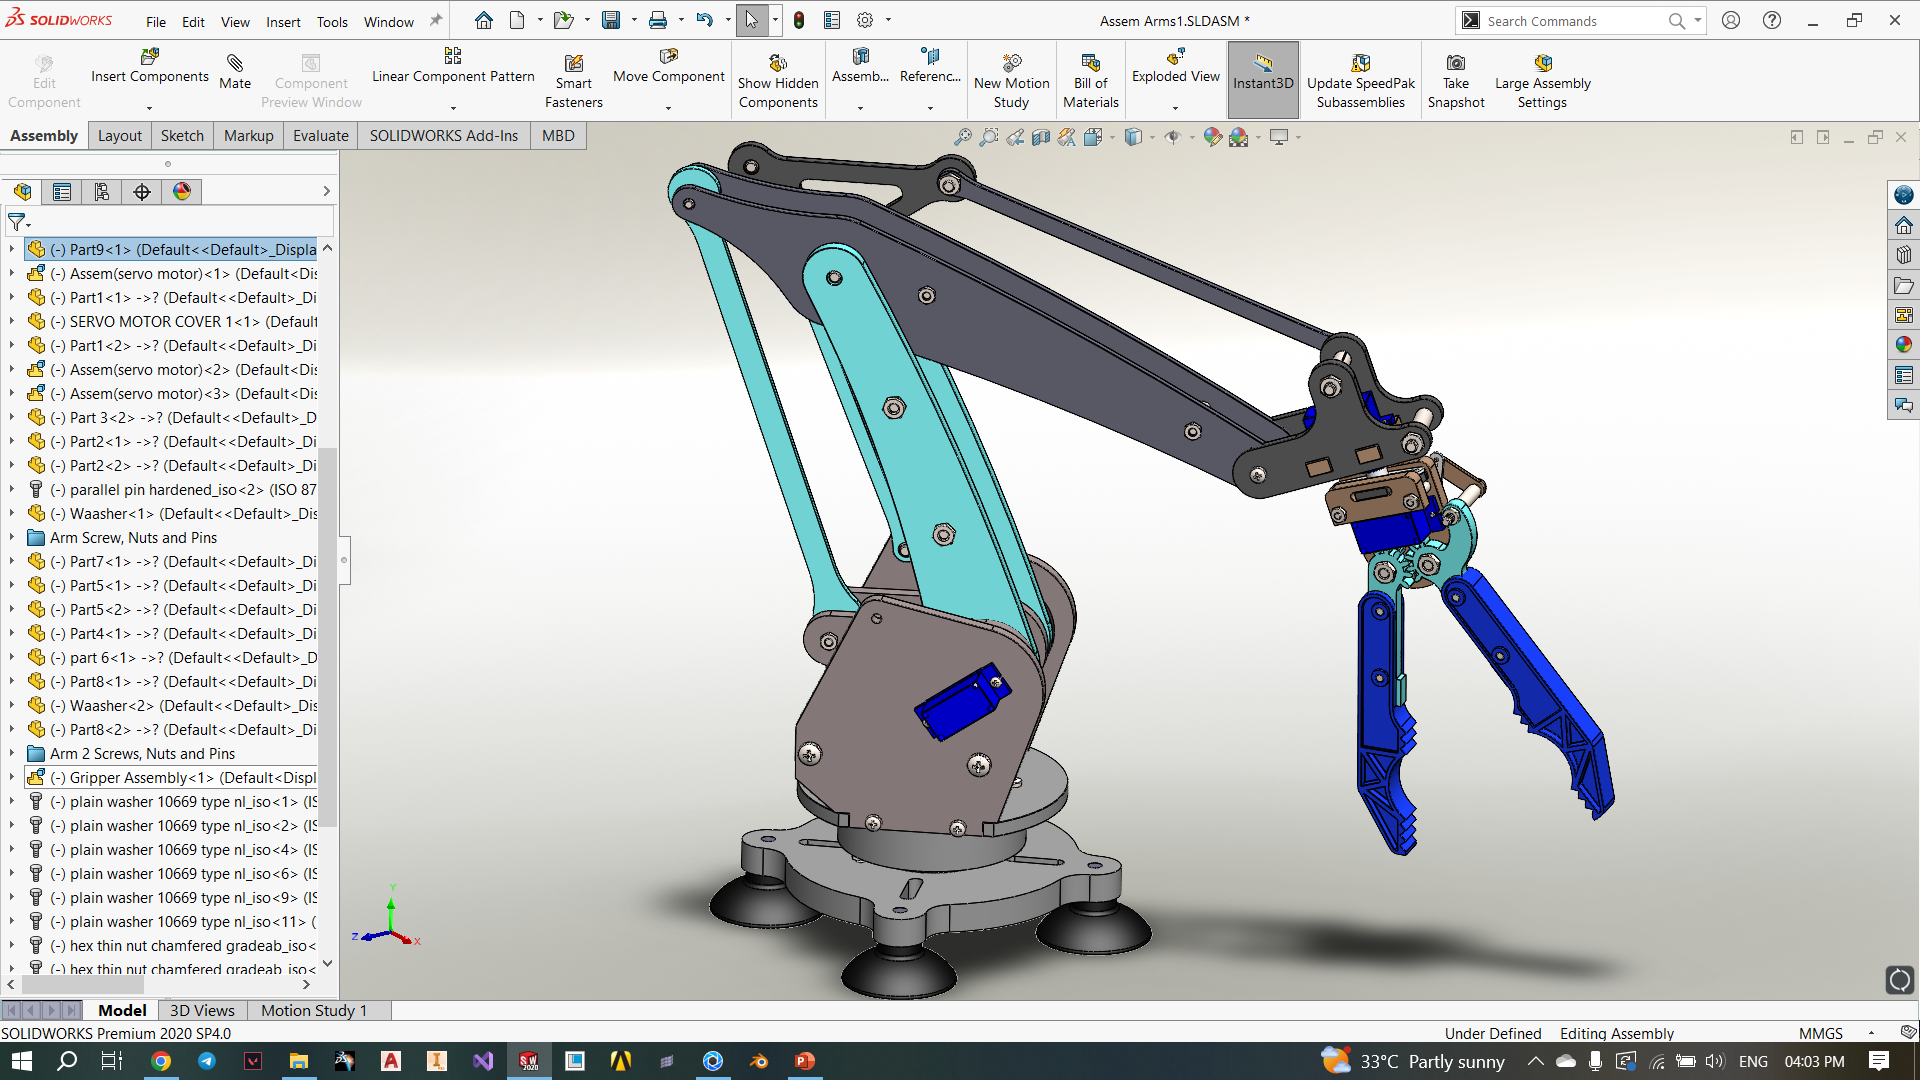 SOLIDWORKS File Edit View Insert Tools Window Assem Arms1.SLDASM * Search Commands
Edit Component
Insert Components
Mate
Component Preview Window
Linear Component Pattern
Smart Fasteners
Move Component
Show Hidden Components
Assemb...
Referenc...
New Motion Study
Bill of Materials
Exploded View
Instant3D
Update SpeedPak Subassemblies
Take Snapshot
Large Assembly Settings
Assembly Layout Sketch Markup Evaluate SOLIDWORKS Add-Ins MBD
(-) Part9<1> (Default<<Default>_Displa
(-) Assem(servo motor)<1> (Default<Dis
(-) Part1<1> ->? (Default<<Default>_Di
(-) SERVO MOTOR COVER 1<1> (Default
(-) Part1<2> ->? (Default<<Default>_Di
(-) Assem(servo motor)<2> (Default<Dis
(-) Assem(servo motor)<3> (Default<Dis
(-) Part 3<2> ->? (Default<<Default>_D
(-) Part2<1> ->? (Default<<Default>_Di
(-) Part2<2> ->? (Default<<Default>_Di
(-) parallel pin hardened_iso<2> (ISO 87
(-) Waasher<1> (Default<<Default>_Dis
Arm Screw, Nuts and Pins
(-) Part7<1> ->? (Default<<Default>_Di
(-) Part5<1> ->? (Default<<Default>_Di
(-) Part5<2> ->? (Default<<Default>_Di
(-) Part4<1> ->? (Default<<Default>_Di
(-) part 6<1> ->? (Default<<Default>_D
(-) Part8<1> ->? (Default<<Default>_Di
(-) Waasher<2> (Default<<Default>_Dis
(-) Part8<2> ->? (Default<<Default>_Di
Arm 2 Screws, Nuts and Pins
(-) Gripper Assembly<1> (Default<Displ
(-) plain washer 10669 type nl_iso<1> (IS
(-) plain washer 10669 type nl_iso<2> (IS
(-) plain washer 10669 type nl_iso<4> (IS
(-) plain washer 10669 type nl_iso<6> (IS
(-) plain washer 10669 type nl_iso<9> (IS
(-) plain washer 10669 type nl_iso<11> (
(-) hex thin nut chamfered gradeab_iso<
(-) hex thin nut chamfered gradeab_iso<
Y
Z X
Model 3D Views Motion Study 1
SOLIDWORKS Premium 2020 SP4.0 Under Defined Editing Assembly MMGS
33°C Partly sunny ENG 04:03 PM